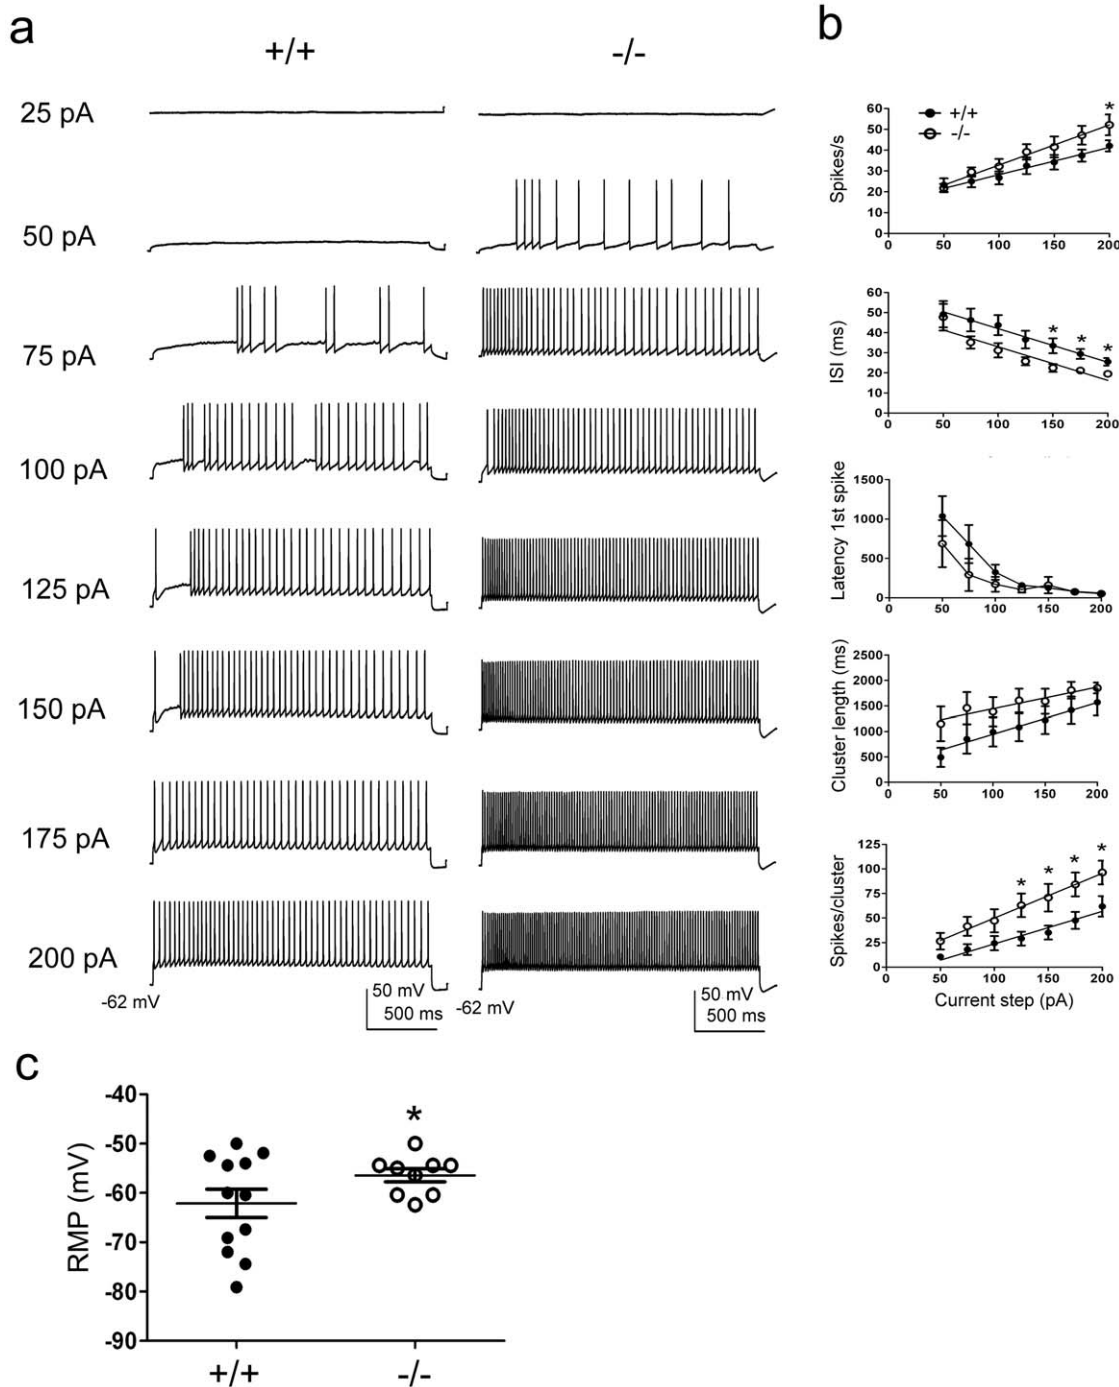 a
+/+
-/-
25 pA
50 pA
75 pA
100 pA
125 pA
150 pA
175 pA
200 pA
-62 mV
50 mV
500 ms
-62 mV
50 mV
500 ms
b
Spikes/s
60
50
40
30
20
10
0
+/+
-/-
*
0 50 100 150 200
ISI (ms)
60
50
40
30
20
10
0
* * *
0 50 100 150 200
Latency 1st spike
1500
1000
500
0
0 50 100 150 200
Cluster length (ms)
2500
2000
1500
1000
500
0
0 50 100 150 200
Spikes/cluster
125
100
75
50
25
0
* * * *
0 50 100 150 200
Current step (pA)
c
RMP (mV)
-40
-50
-60
-70
-80
-90
*
+/+
-/-